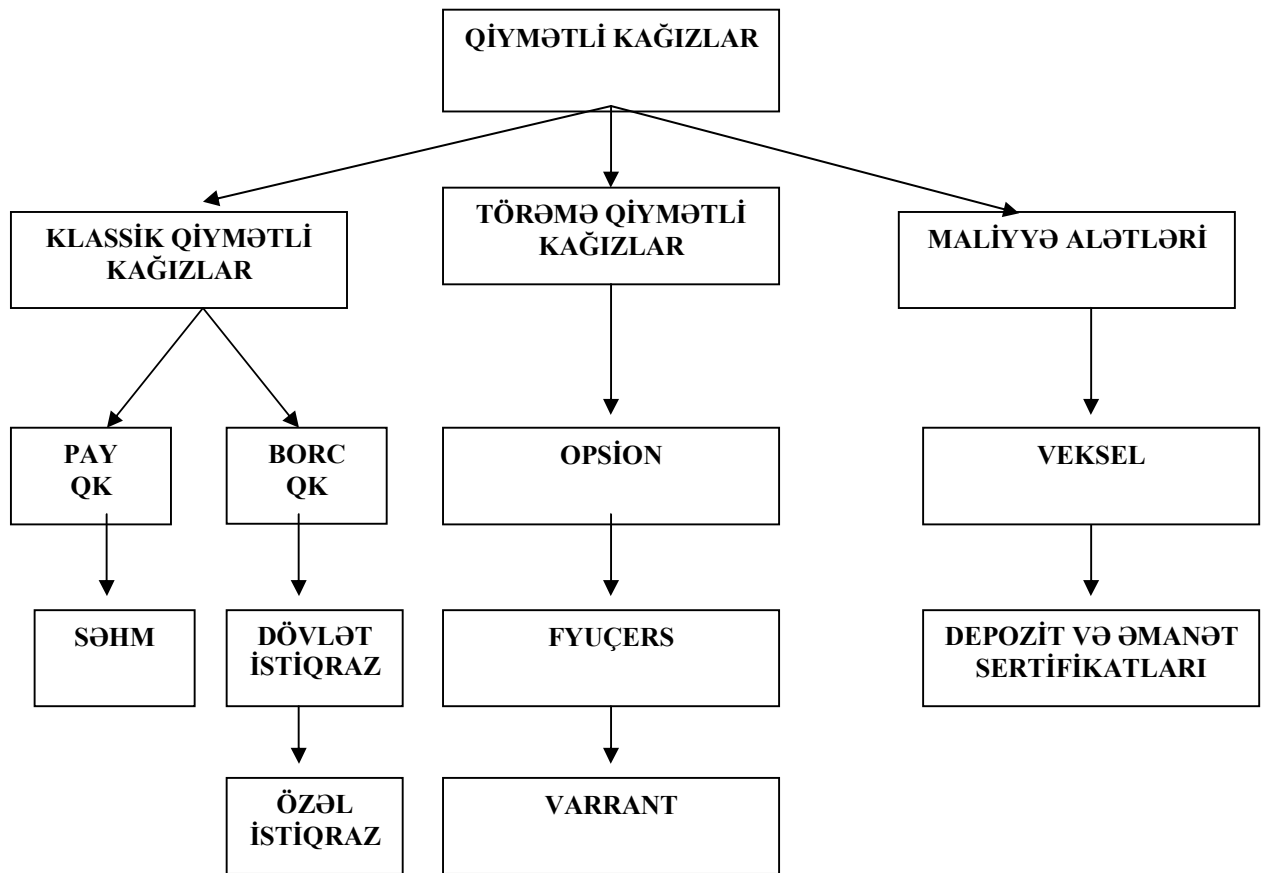 QİYMƏTLİ KAĞIZLAR
KLASSİK QİYMƏTLİ
KAĞIZLAR
TÖRƏMƏ QİYMƏTLİ
KAĞIZLAR
MALİYYƏ ALƏTLƏRİ
PAY
QK
BORC
QK
OPSİON
VEKSEL
SƏHM
DÖVLƏT
İSTİQRAZ
FYUÇERS
DEPOZİT VƏ ƏMANƏT
SERTİFİKATLARI
ÖZƏL
İSTİQRAZ
VARRANT